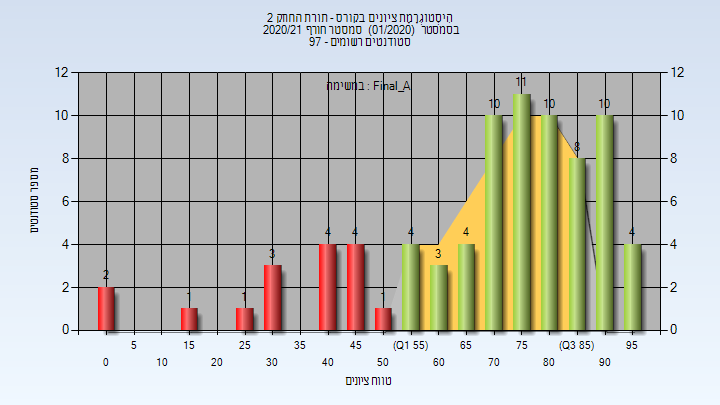 הִיסְטוֹגְרָמַת ציונים בקורס - תורת החוזק 2
בסמסטר (01/2020) סמסטר חורף 2020/21
סטודנטים רשומים - 97
במשימה : Final_A
12 12
10 10
8 8
6 6
4 4
2 2
0 0
2 1 1 3 4 4 1 4 3 4 10 11 10 8 10 4
מספר סטודנטים
5 15 25 35 45 (Q1 55) 65 75 (Q3 85) 95
0 10 20 30 40 50 60 70 80 90
טווח ציונים